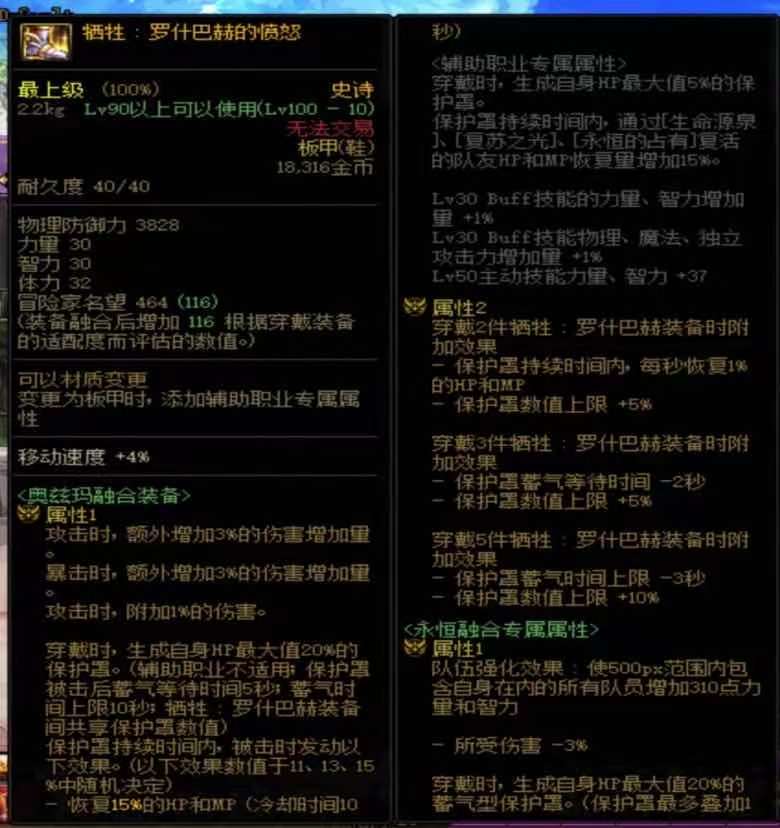 牺牲：罗什巴赫的愤怒
最上级 (100%)
史诗
22kg Lv90以上可以使用(Lv100 - 10)
无法交易
板甲(鞋)
18,316金币
耐久度 40/40
物理防御力 3828
力量 30
智力 30
体力 32
冒险家名望 464 (116)
(装备融合后增加 116 根据穿戴装备
的适配度而评估的数值。)
可以材质变更
变更为板甲时，添加辅助职业专属属
性
移动速度 +4%
<奥兹玛融合装备>
属性1
攻击时，额外增加3%的伤害增加量
。
暴击时，额外增加3%的伤害增加量
。
攻击时，附加1%的伤害。
穿戴时，生成自身HP最大值20%的
保护罩。(辅助职业不适用；保护罩
被击后蓄气等待时间5秒；蓄气时
间上限10秒；牺牲：罗什巴赫装备
间共享保护罩数值)
保护罩持续时间内，被击时发动以
下效果。(以下效果数值于11、13、15
%中随机决定)
- 恢复15%的HP和MP (冷却时间10
秒)
<辅助职业专属属性>
穿戴时，生成自身HP最大值5%的保
护罩。
保护罩持续时间内，通过[生命源泉
]、[复苏之光]、[永恒的占有]复活
的队友HP和MP恢复量增加15%。
Lv30 Buff技能的力量、智力增加
量 +1%
Lv30 Buff技能物理、魔法、独立
攻击力增加量 +1%
Lv50主动技能力量、智力 +37
属性2
穿戴2件牺牲：罗什巴赫装备时附
加效果
- 保护罩持续时间内，每秒恢复1%
的HP和MP
- 保护罩数值上限 +5%
穿戴3件牺牲：罗什巴赫装备时附
加效果
- 保护罩蓄气等待时间 -2秒
- 保护罩数值上限 +5%
穿戴5件牺牲：罗什巴赫装备时附
加效果
- 保护罩蓄气时间上限 -3秒
- 保护罩数值上限 +10%
<永恒融合专属属性>
属性1
队伍强化效果：使500px范围内包
含自身在内的所有队员增加310点力
量和智力
- 所受伤害 -3%
穿戴时，生成自身HP最大值20%的
蓄气型保护罩。(保护罩最多叠加1